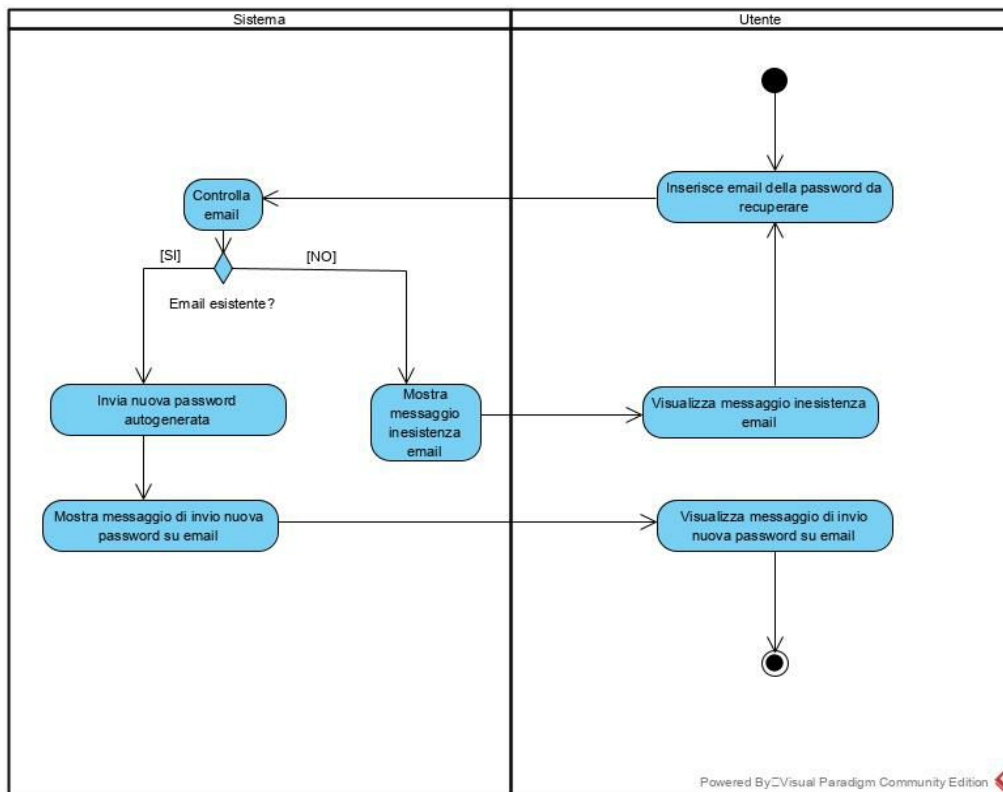 Sistema
Utente
Inserisce email della password da
recuperare
Controlla
email
[SI]
[NO]
Email esistente?
Invia nuova password
autogenerata
Mostra
messaggio
inesistenza
email
Visualizza messaggio inesistenza
email
Mostra messaggio di invio nuova
password su email
Visualizza messaggio di invio
nuova password su email
Powered By Visual Paradigm Community Edition